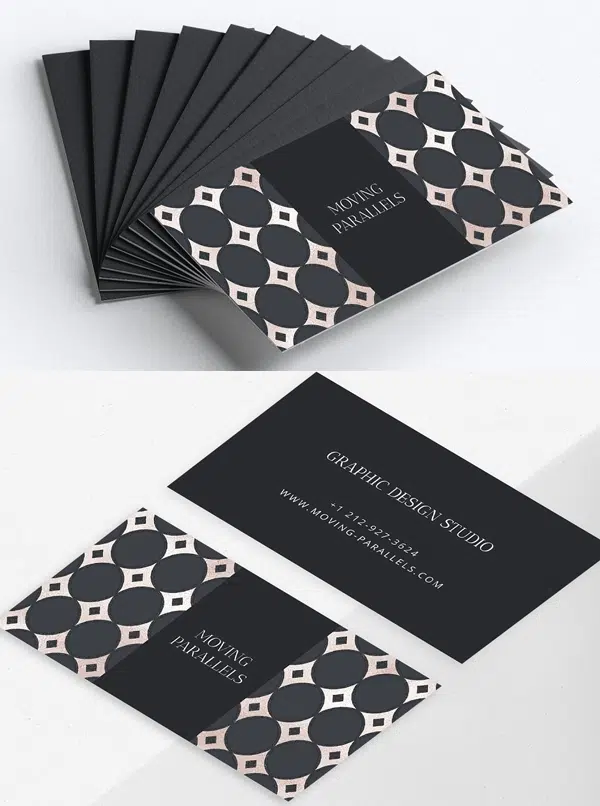 MOVING
PARALLELS
GRAPHIC DESIGN STUDIO
+1 212-927-3624
WWW.MOVING-PARALLELS.COM
MOVING
PARALLELS